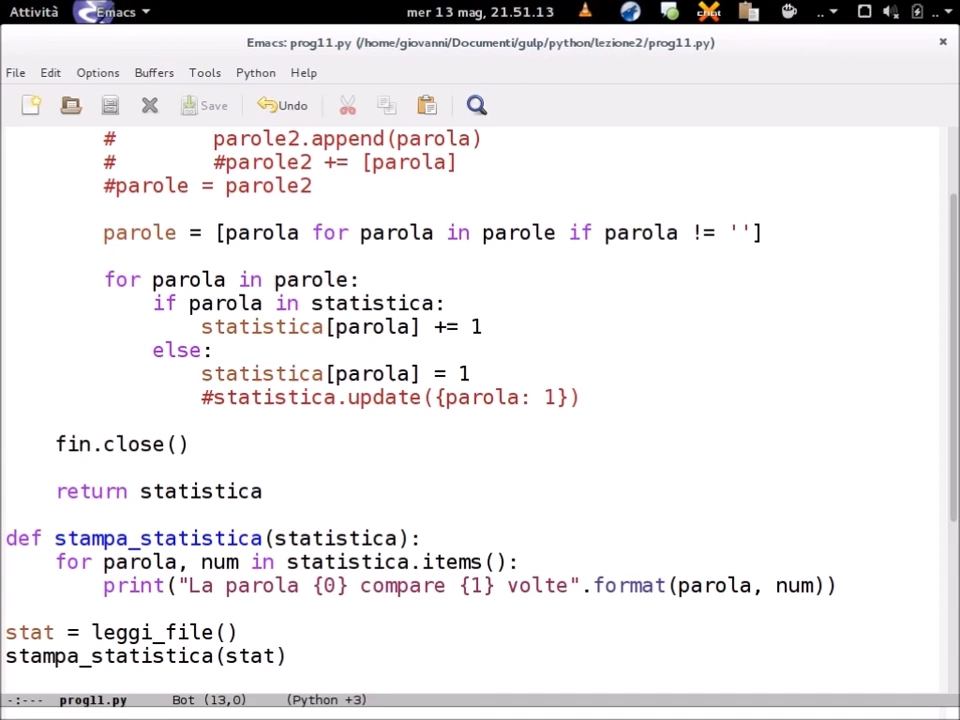 Attività Emacs mer 13 mag, 21.51.13 chat .. ..
Emacs: prog11.py (/home/giovanni/Documenti/gulp/python/lezione2/prog11.py)
File Edit Options Buffers Tools Python Help
Save Undo
#       parole2.append(parola)
#       #parole2 += [parola]
#parole = parole2
parole = [parola for parola in parole if parola != '']
for parola in parole:
if parola in statistica:
statistica[parola] += 1
else:
statistica[parola] = 1
#statistica.update({parola: 1})
fin.close()
return statistica
def stampa_statistica(statistica):
for parola, num in statistica.items():
print("La parola {0} compare {1} volte".format(parola, num))
stat = leggi_file()
stampa_statistica(stat)
-:--- prog11.py Bot (13,0) (Python +3)